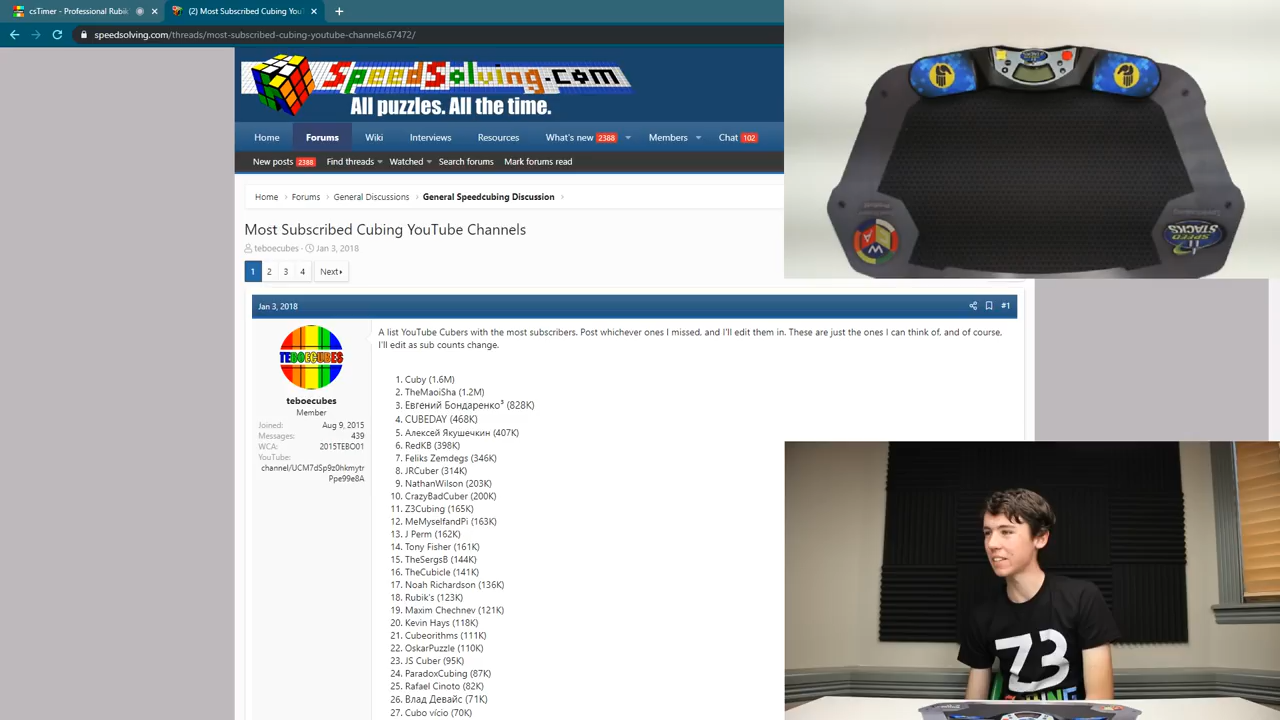 csTimer - Professional Rubik
(2) Most Subscribed Cubing You
speedsolving.com/threads/most-subscribed-cubing-youtube-channels.67472/
SpeedSolving.com
All puzzles. All the time.
Home Forums Wiki Interviews Resources What's new 2388 Members Chat 102
New posts 2388 Find threads Watched Search forums Mark forums read
Home Forums General Discussions General Speedcubing Discussion
Most Subscribed Cubing YouTube Channels
teboecubes · Jan 3, 2018
1 2 3 4 Next
Jan 3, 2018 #1
TEBOECUBES
teboecubes
Member
Joined: Aug 9, 2015
Messages: 439
WCA: 2015TEBO01
YouTube:
channel/UCM7dSp9z0hkmytr
Ppe99e8A
A list YouTube Cubers with the most subscribers. Post whichever ones I missed, and I'll edit them in. These are just the ones I can think of, and of course,
I'll edit as sub counts change.
1. Cuby (1.6M)
2. TheMaoiSha (1.2M)
3. Евгений Бондаренко³ (828K)
4. CUBEDAY (468K)
5. Алексей Якушечкин (407K)
6. RedKB (398K)
7. Feliks Zemdegs (346K)
8. JRCuber (314K)
9. NathanWilson (203K)
10. CrazyBadCuber (200K)
11. Z3Cubing (165K)
12. MeMyselfandPi (163K)
13. J Perm (162K)
14. Tony Fisher (161K)
15. TheSergsB (144K)
16. TheCubicle (141K)
17. Noah Richardson (136K)
18. Rubik's (123K)
19. Maxim Chechnev (121K)
20. Kevin Hays (118K)
21. Cubeorithms (111K)
22. OskarPuzzle (110K)
23. JS Cuber (95K)
24. ParadoxCubing (87K)
25. Rafael Cinoto (82K)
26. Влад Девайс (71K)
27. Cubo vício (70K)
SPEED
STACKS
Z3